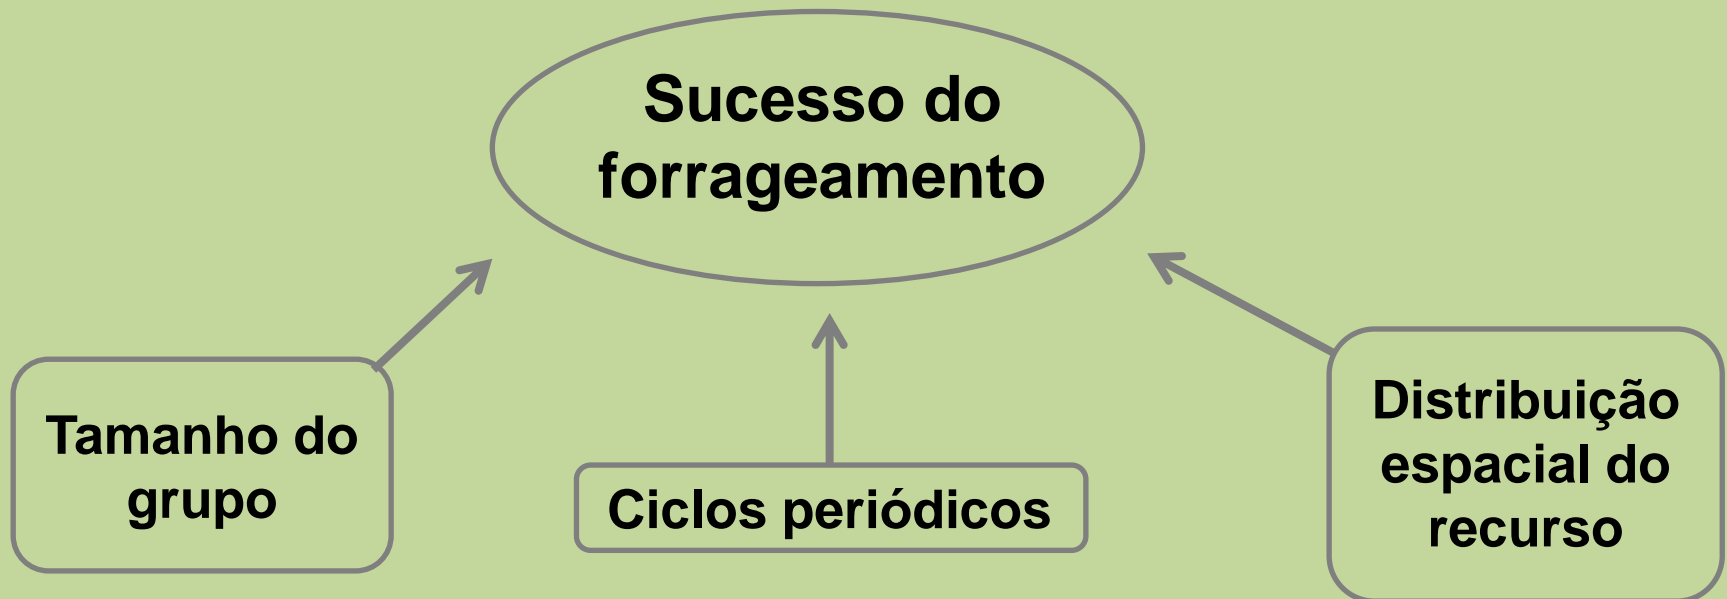 Sucesso do
forrageamento
Tamanho do
grupo
Ciclos periódicos
Distribuição
espacial do
recurso